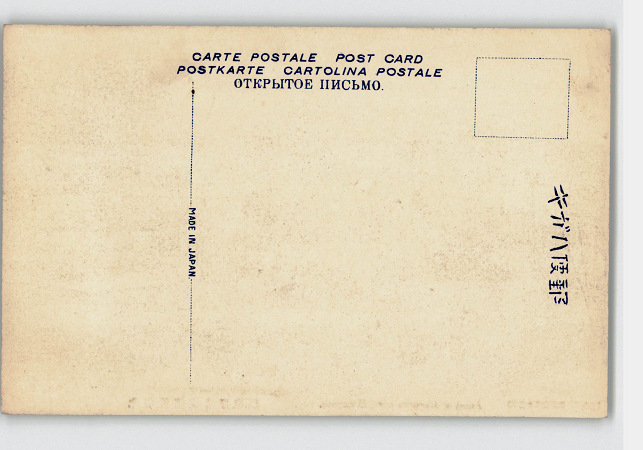 CARTE POSTALE POST CARD
POSTKARTE CARTOLINA POSTALE
ОТКРЫТОЕ ПИСЬМО.
MADE IN JAPAN.
キガハ便郵